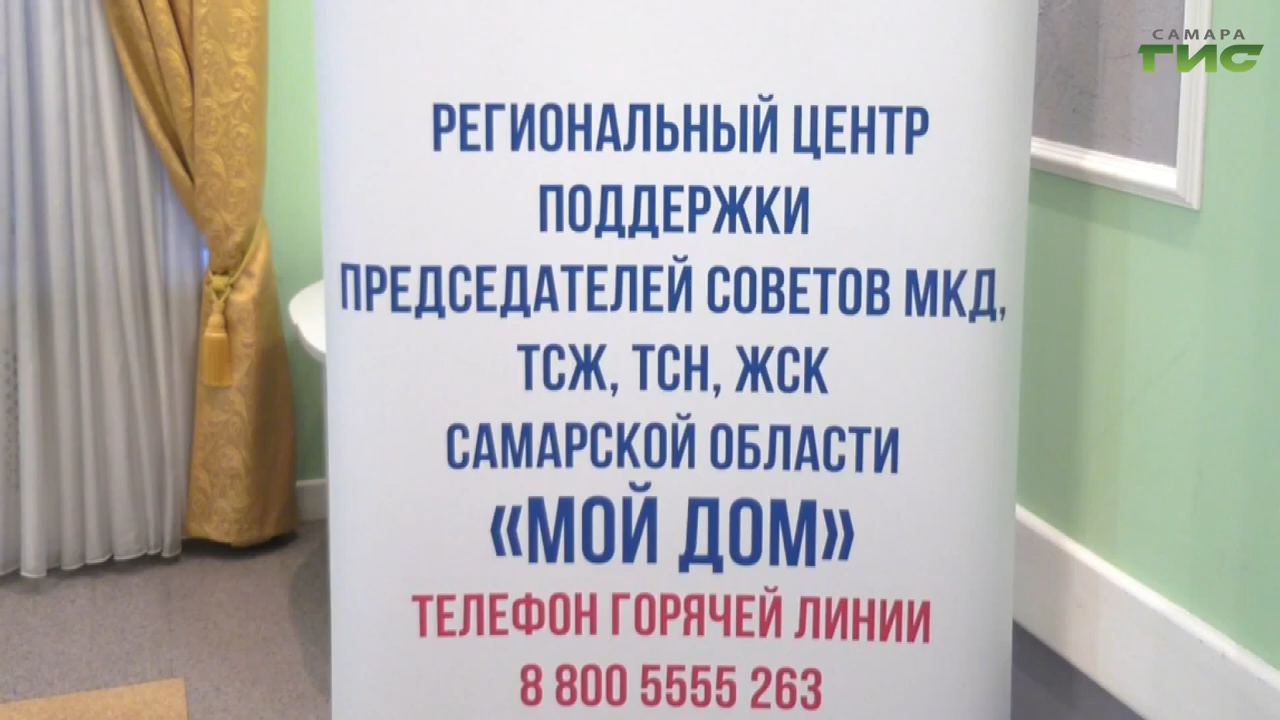 САМАРА
ГИС
РЕГИОНАЛЬНЫЙ ЦЕНТР
ПОДДЕРЖКИ
ПРЕДСЕДАТЕЛЕЙ СОВЕТОВ МКД,
ТСЖ, ТСН, ЖСК
САМАРСКОЙ ОБЛАСТИ
«МОЙ ДОМ»
ТЕЛЕФОН ГОРЯЧЕЙ ЛИНИИ
8 800 5555 263